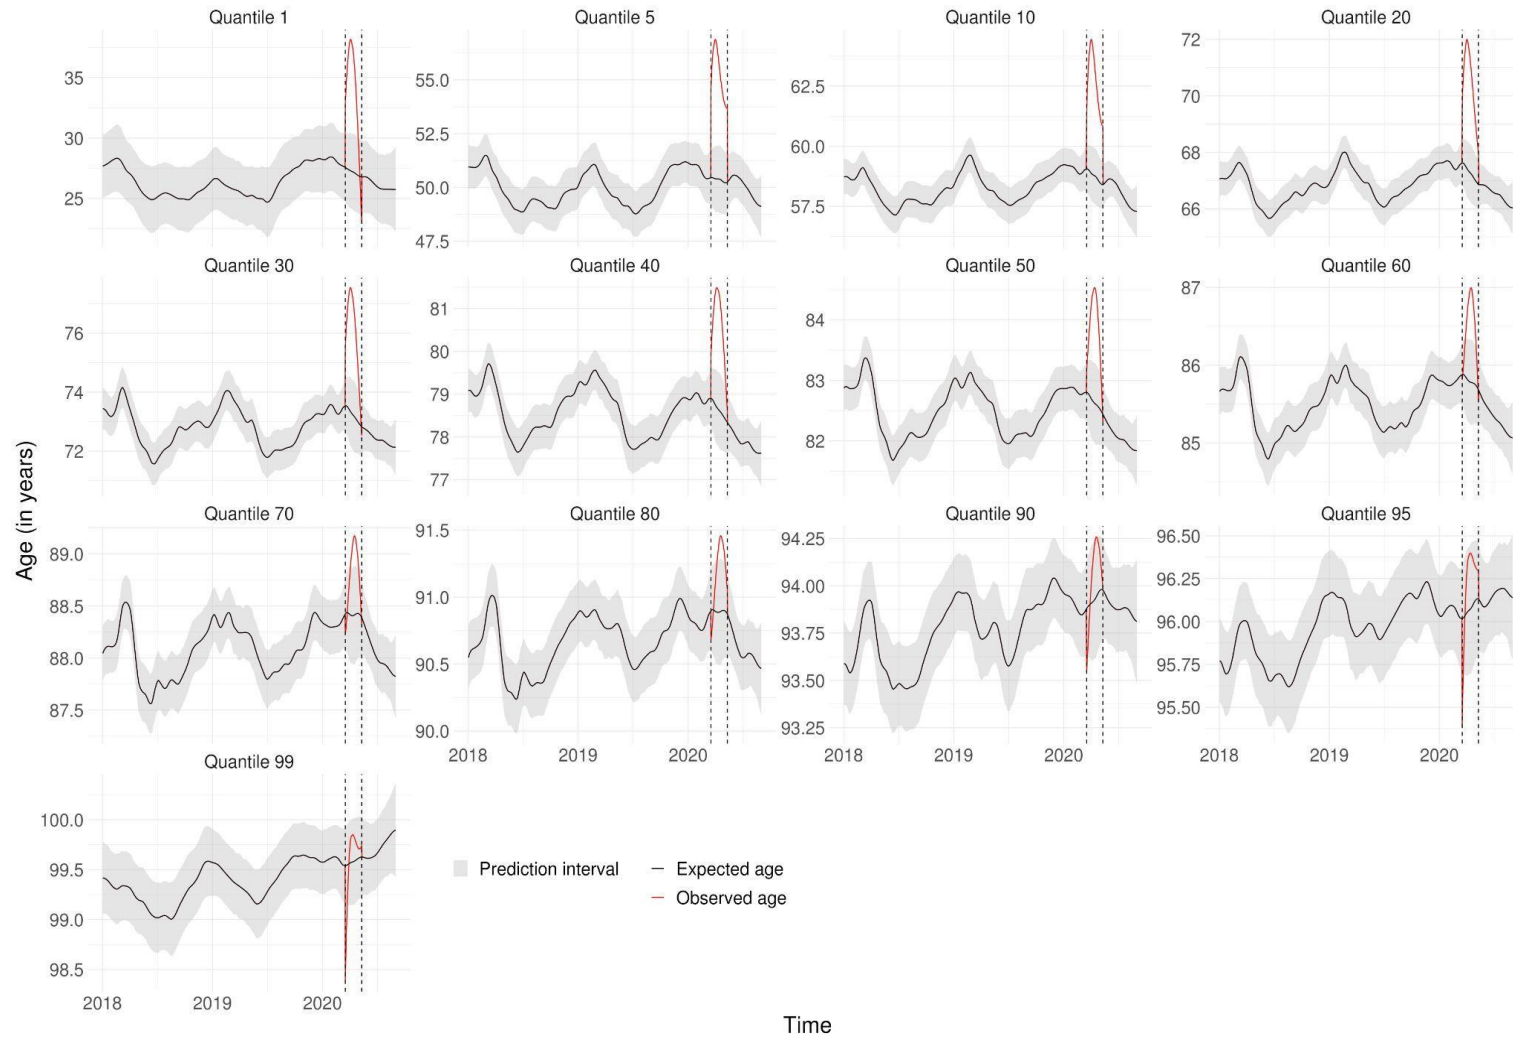 Quantile 1
Quantile 5
Quantile 10
Quantile 20
35
30
25
55.0
52.5
50.0
47.5
62.5
60.0
57.5
72
70
68
66
Quantile 30
Quantile 40
Quantile 50
Quantile 60
76
74
72
81
80
79
78
77
84
83
82
87
86
85
Age (in years)
Quantile 70
Quantile 80
Quantile 90
Quantile 95
89.0
88.5
88.0
87.5
91.5
91.0
90.5
90.0
94.25
94.00
93.75
93.50
93.25
96.50
96.25
96.00
95.75
95.50
2018 2019 2020
2018 2019 2020
2018 2019 2020
Quantile 99
100.0
99.5
99.0
98.5
2018 2019 2020
Prediction interval
Expected age
Observed age
Time